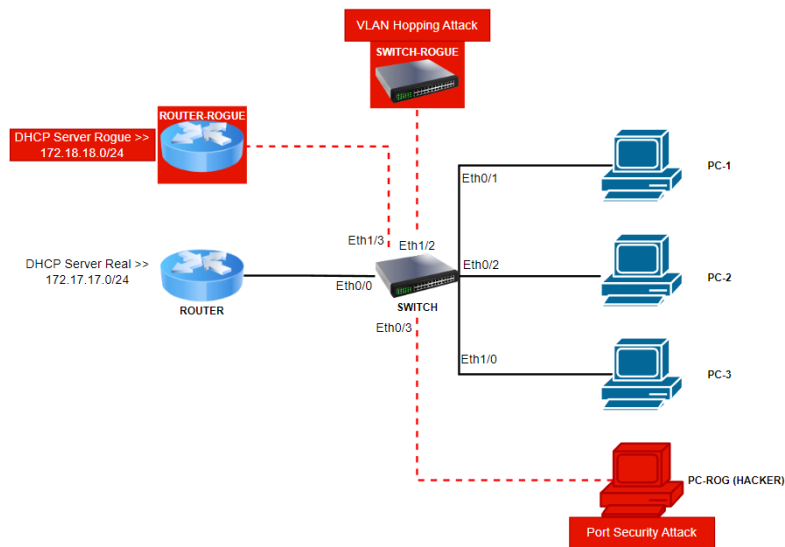 VLAN Hopping Attack
SWITCH-ROGUE
ROUTER-ROGUE
DHCP Server Rogue >>
172.18.18.0/24
PC-1
Eth0/1
Eth1/3
Eth1/2
DHCP Server Real >>
172.17.17.0/24
Eth0/2
PC-2
Eth0/0
ROUTER
SWITCH
Eth0/3
Eth1/0
PC-3
PC-ROG (HACKER)
Port Security Attack